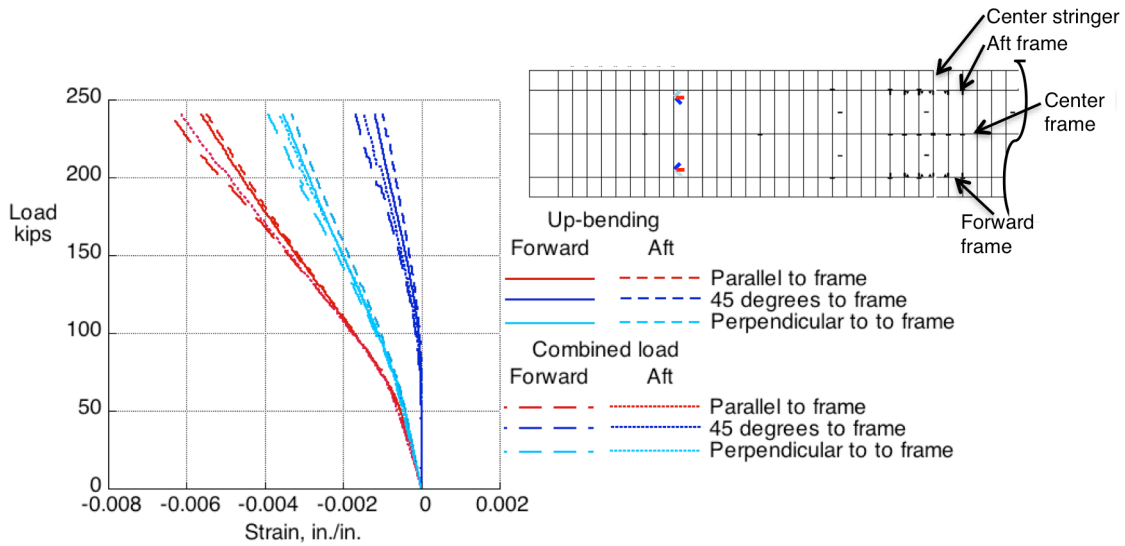 Center stringer
Aft frame
Center
frame
Forward
frame
250
200
150
100
50
0
Load
kips
-0.008
-0.006
-0.004
-0.002
0
0.002
Strain, in./in.
Up-bending
Forward Aft
Parallel to frame
45 degrees to frame
Perpendicular to to frame
Combined load
Forward Aft
Parallel to frame
45 degrees to frame
Perpendicular to to frame